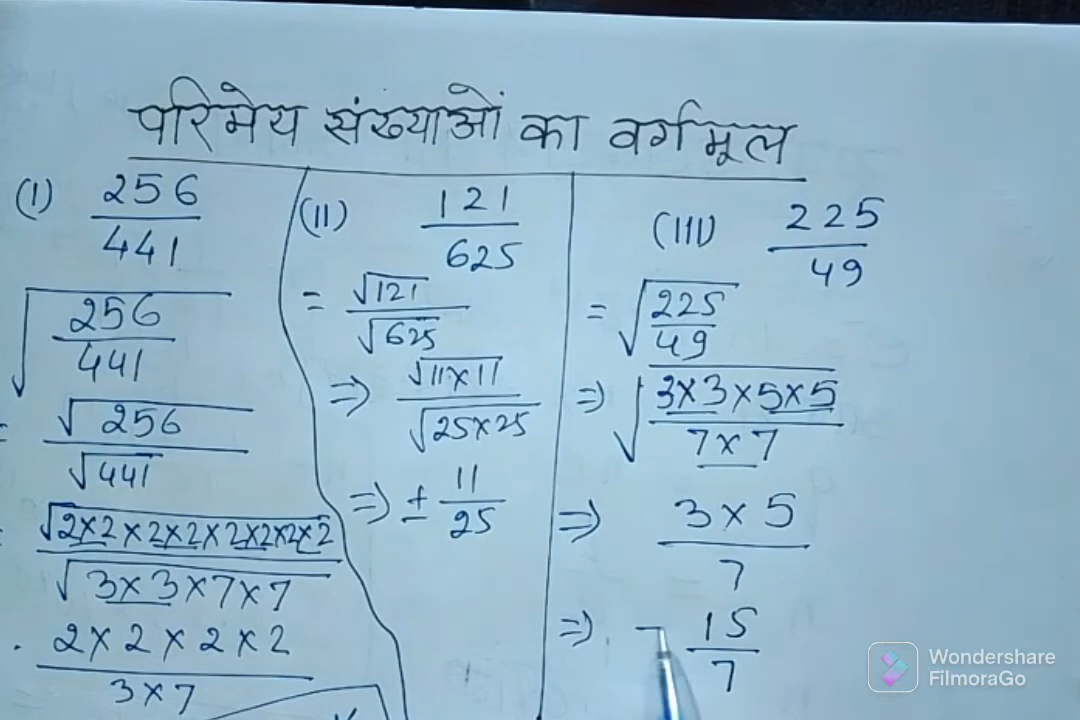 परिमेय संख्याओं का वर्गमूल
(I) 256/441
√(256/441)
= √256/√441
= √(2×2×2×2×2×2×2×2)/√(3×3×7×7)
. 2×2×2×2/3×7
(II) 121/625
= √121/√625
⇒ √(11×11)/√(25×25)
⇒ ± 11/25
(III) 225/49
= √(225/49)
⇒ √(3×3×5×5/7×7)
⇒ 3×5/7
⇒ – 15/7
Wondershare
FilmoraGo